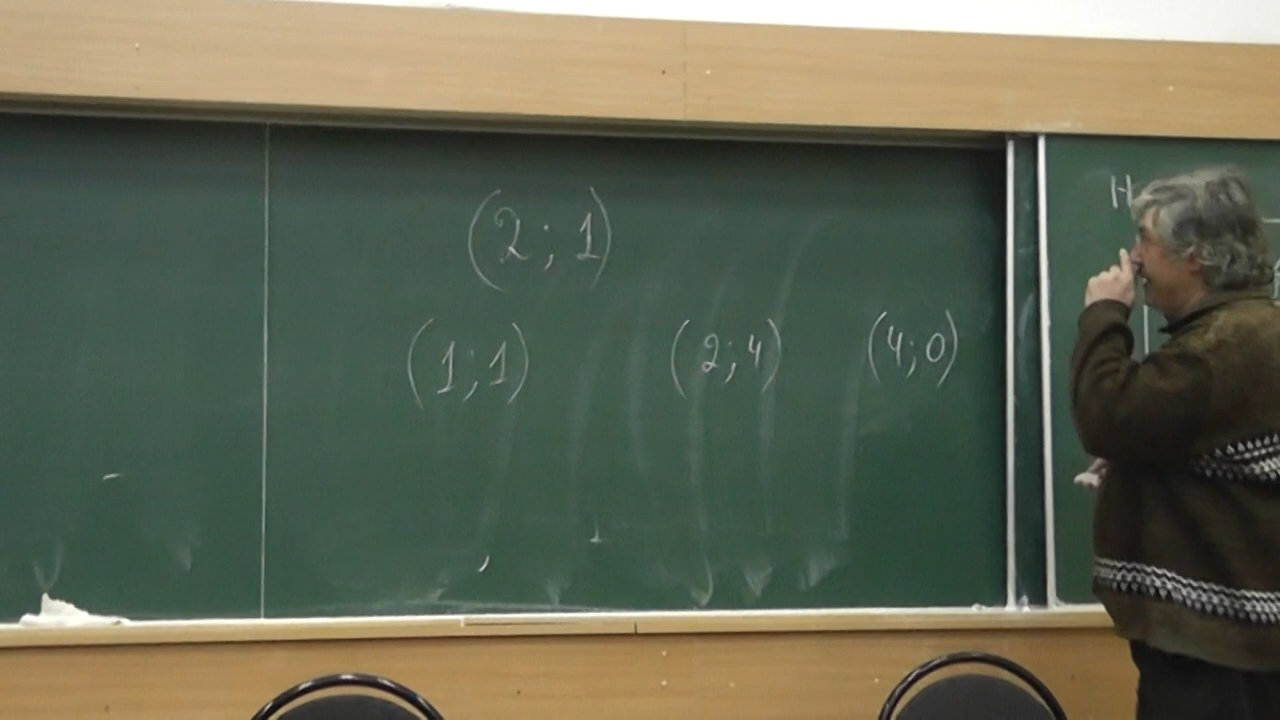 (2; 1)
(1; 1) (2; 4) (4; 0)
H